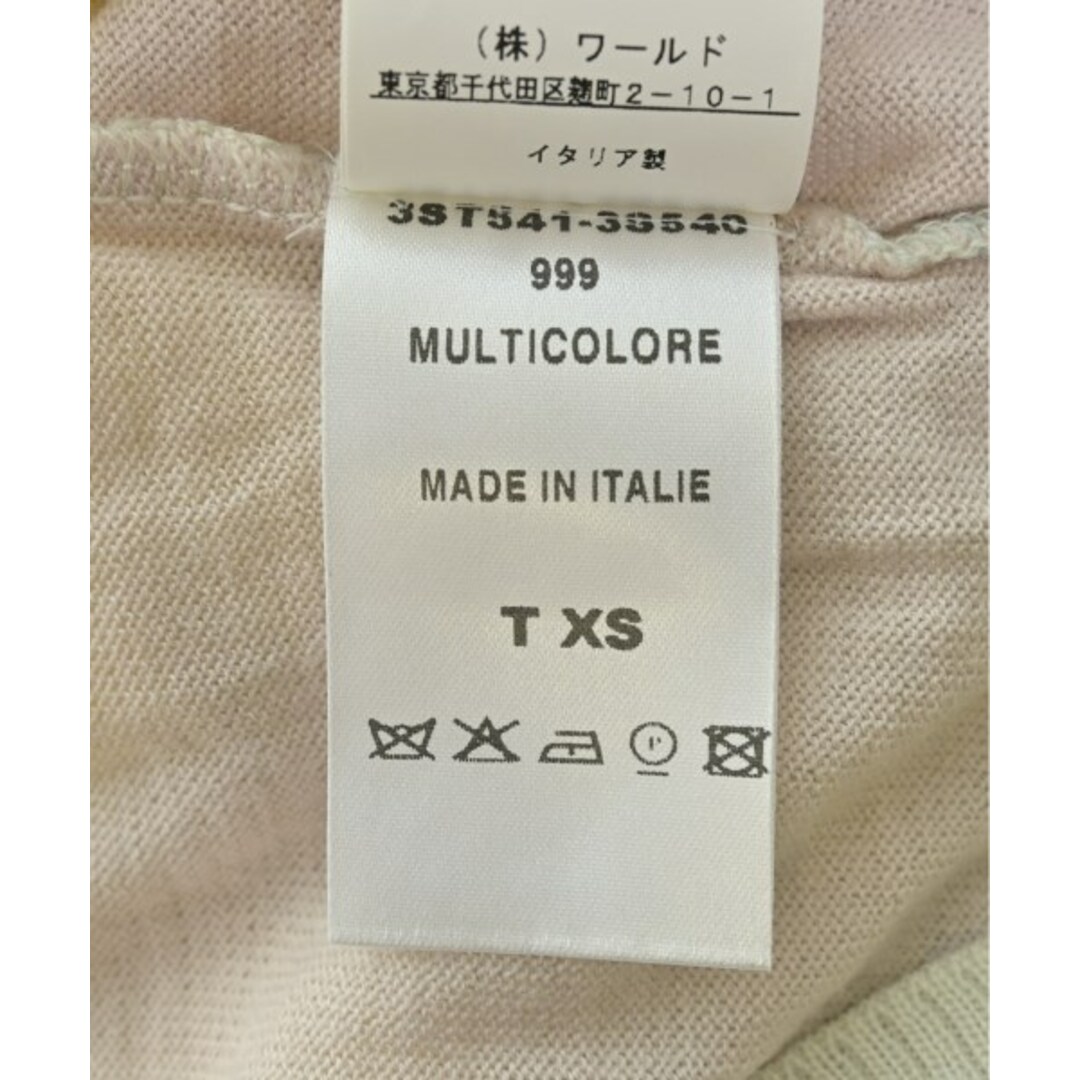 (株)ワールド
東京都千代田区麹町2-10-1
イタリア製
3ST541-3S540
999
MULTICOLORE
MADE IN ITALIE
T XS
P